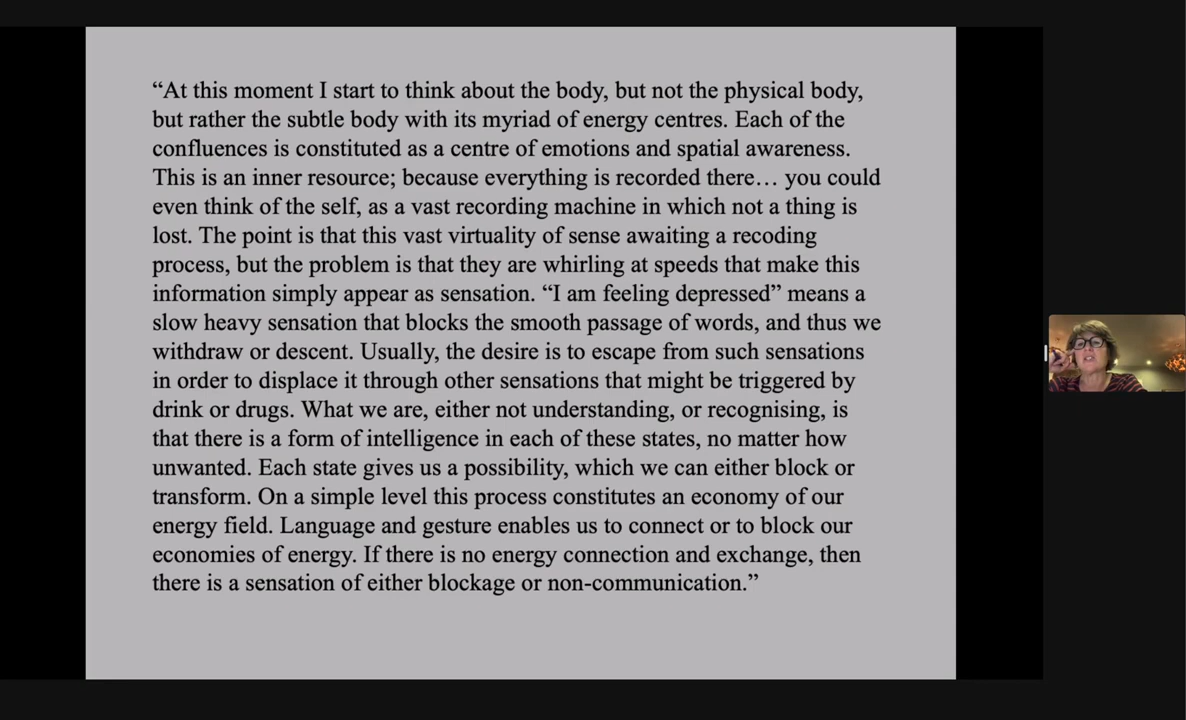 “At this moment I start to think about the body, but not the physical body,
but rather the subtle body with its myriad of energy centres. Each of the
confluences is constituted as a centre of emotions and spatial awareness.
This is an inner resource; because everything is recorded there… you could
even think of the self, as a vast recording machine in which not a thing is
lost. The point is that this vast virtuality of sense awaiting a recoding
process, but the problem is that they are whirling at speeds that make this
information simply appear as sensation. “I am feeling depressed” means a
slow heavy sensation that blocks the smooth passage of words, and thus we
withdraw or descent. Usually, the desire is to escape from such sensations
in order to displace it through other sensations that might be triggered by
drink or drugs. What we are, either not understanding, or recognising, is
that there is a form of intelligence in each of these states, no matter how
unwanted. Each state gives us a possibility, which we can either block or
transform. On a simple level this process constitutes an economy of our
energy field. Language and gesture enables us to connect or to block our
economies of energy. If there is no energy connection and exchange, then
there is a sensation of either blockage or non-communication.”